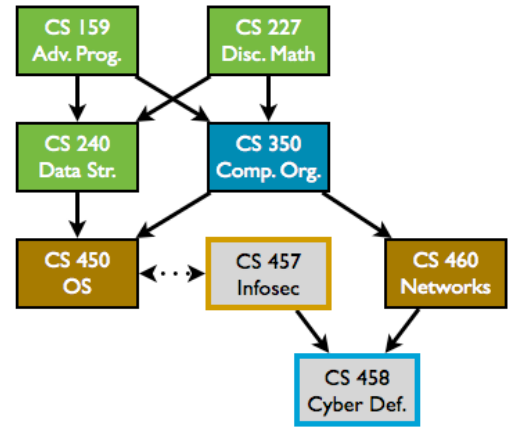 CS 159
Adv. Prog.
CS 227
Disc. Math
CS 240
Data Str.
CS 350
Comp. Org.
CS 450
OS
CS 457
Infosec
CS 460
Networks
CS 458
Cyber Def.